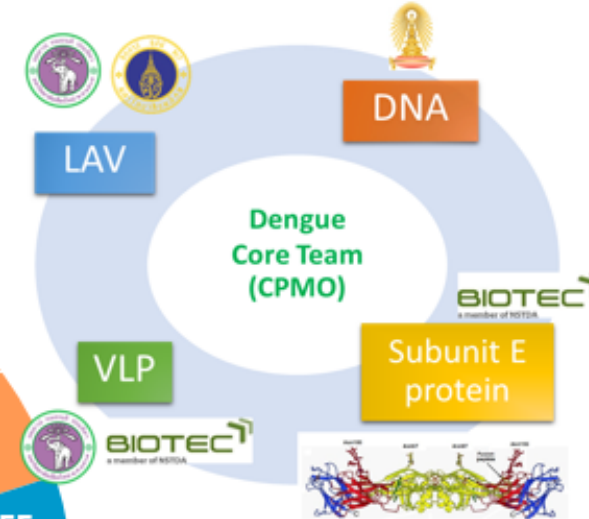 DNA
LAV
Dengue
Core Team
(CPMO)
BIOTEC
a member of NSTDA
Subunit E
protein
VLP
BIOTEC
a member of NSTDA